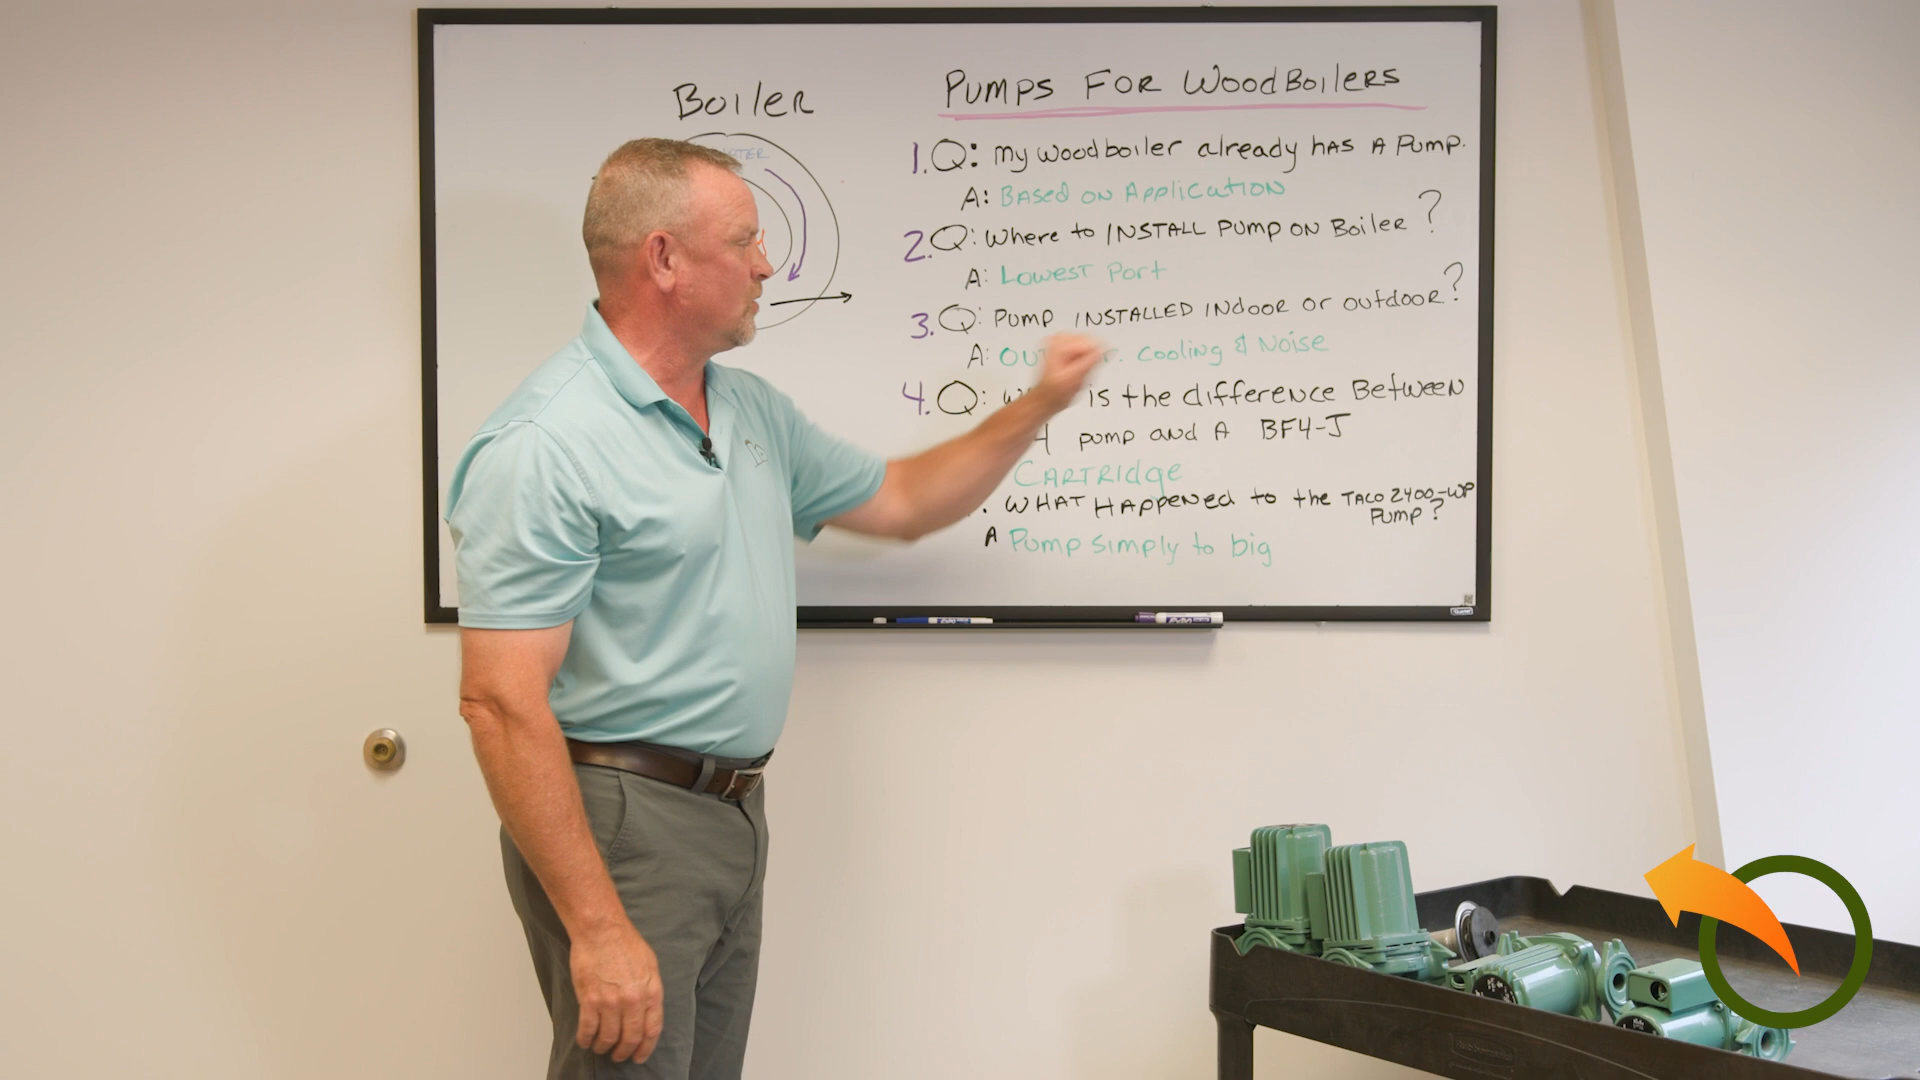 Boiler
Pumps For WoodBoilers
1. Q: my woodboiler already has A Pump.
A: Based on Application
2. Q: Where to INSTALL Pump on Boiler?
A: Lowest Port
3. Q: Pump INSTALLED INdoor or outdoor?
A: Cooling & Noise
4. Q: is the difference Between
pump and A BF4-J
Cartridge
WHAT Happened to the TACO 2400-WP
Pump?
A Pump simply to big